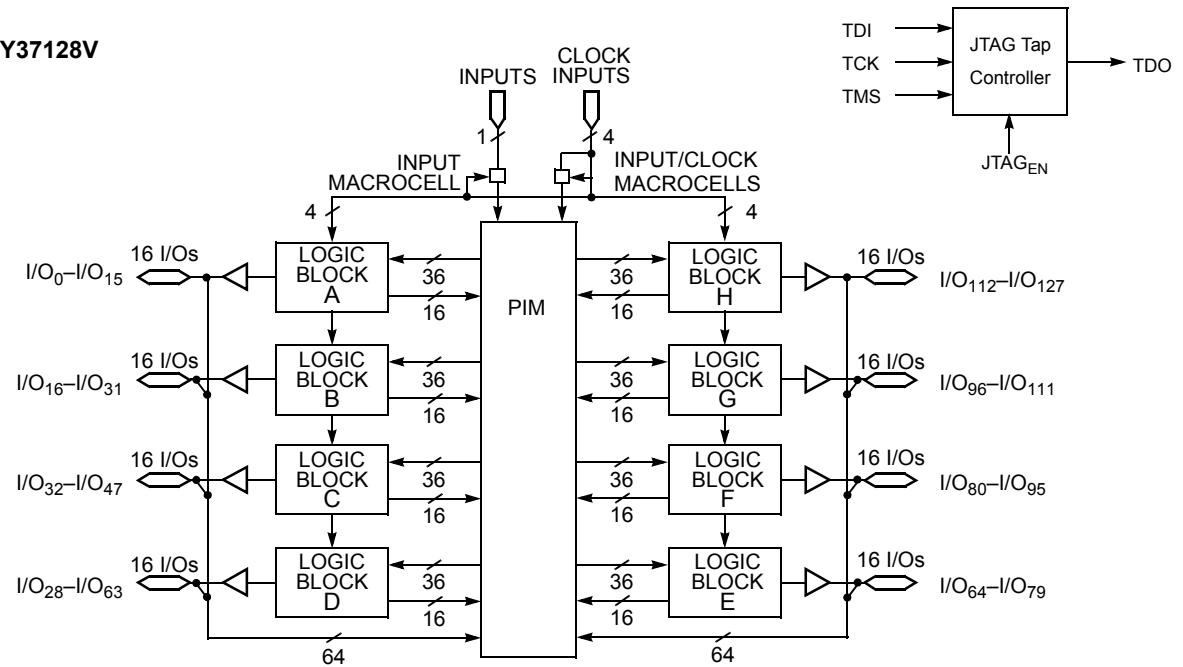 Y37128V
TDI
TCK
TMS
JTAG Tap
Controller
TDO
JTAG_EN
INPUTS
CLOCK
INPUTS
1
4
INPUT
MACROCELL
INPUT/CLOCK
MACROCELLS
4
4
I/O₀–I/O₁₅
16 I/Os
LOGIC
BLOCK
A
36
16
PIM
36
16
LOGIC
BLOCK
H
16 I/Os
I/O₁₁₂–I/O₁₂₇
I/O₁₆–I/O₃₁
16 I/Os
LOGIC
BLOCK
B
36
16
36
16
LOGIC
BLOCK
G
16 I/Os
I/O₉₆–I/O₁₁₁
I/O₃₂–I/O₄₇
16 I/Os
LOGIC
BLOCK
C
36
16
36
16
LOGIC
BLOCK
F
16 I/Os
I/O₈₀–I/O₉₅
I/O₂₈–I/O₆₃
16 I/Os
LOGIC
BLOCK
D
36
16
36
16
LOGIC
BLOCK
E
16 I/Os
I/O₆₄–I/O₇₉
64
64